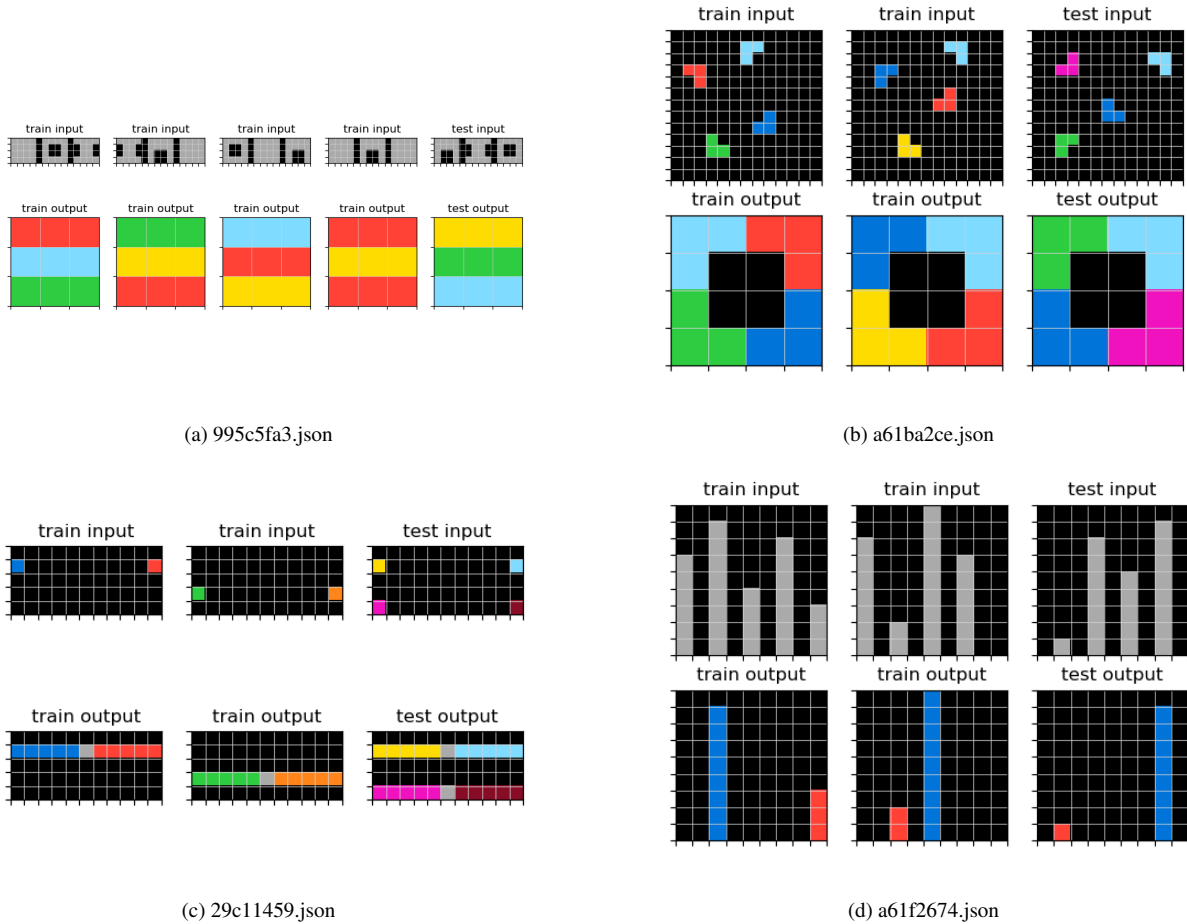 train input train input train input train input test input
train output train output train output train output test output
(a) 995c5fa3.json
train input train input test input
train output train output test output
(b) a61ba2ce.json
train input train input test input
train output train output test output
(c) 29c11459.json
train input train input test input
train output train output test output
(d) a61f2674.json